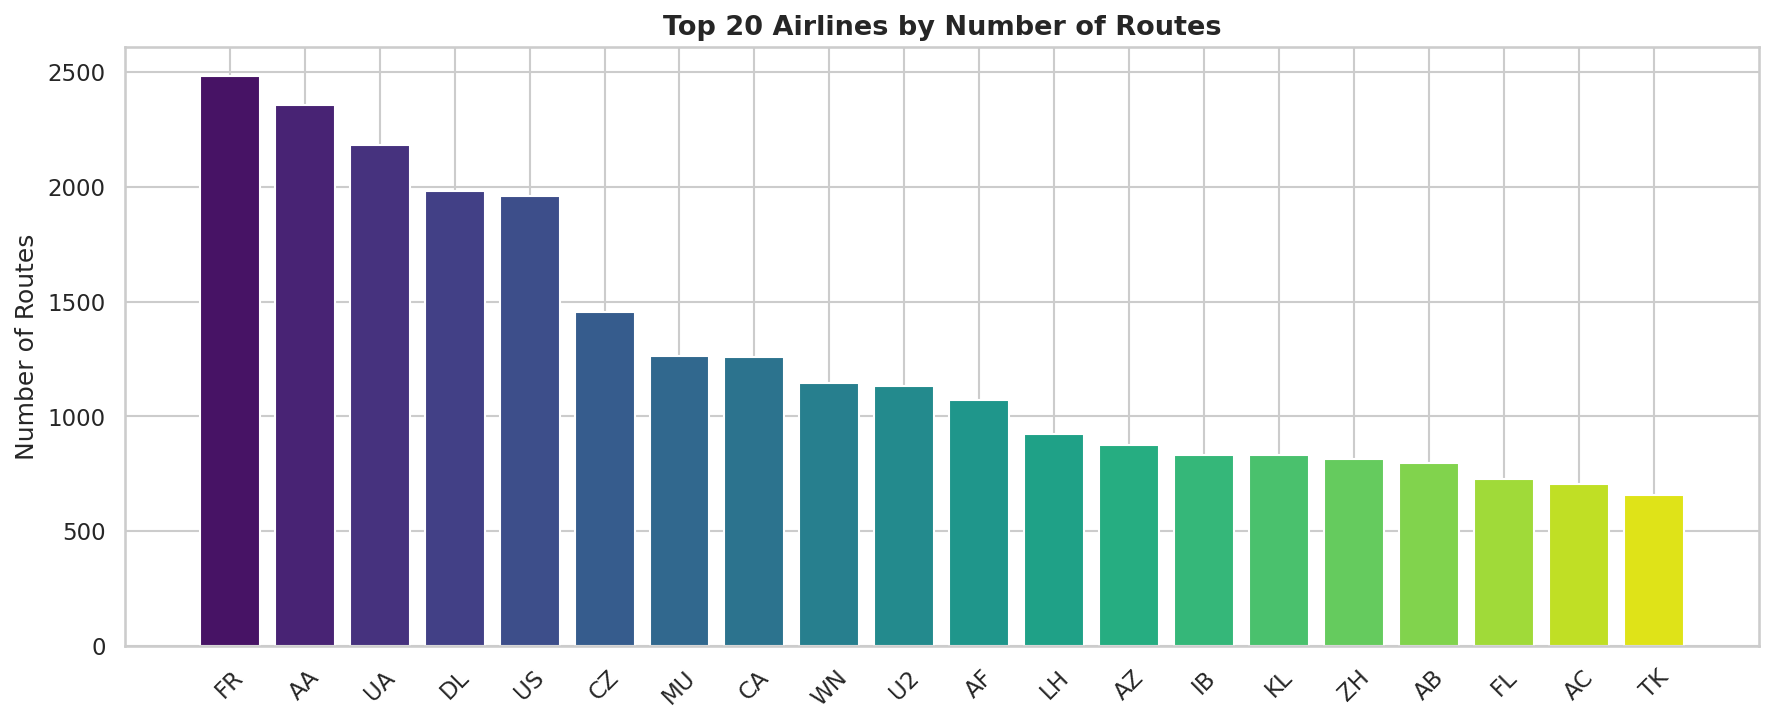 Top 20 Airlines by Number of Routes
Number of Routes
2500
2000
1500
1000
500
0
FR AA UA DL US CZ MU CA WN U2 AF LH AZ IB KL ZH AB FL AC TK